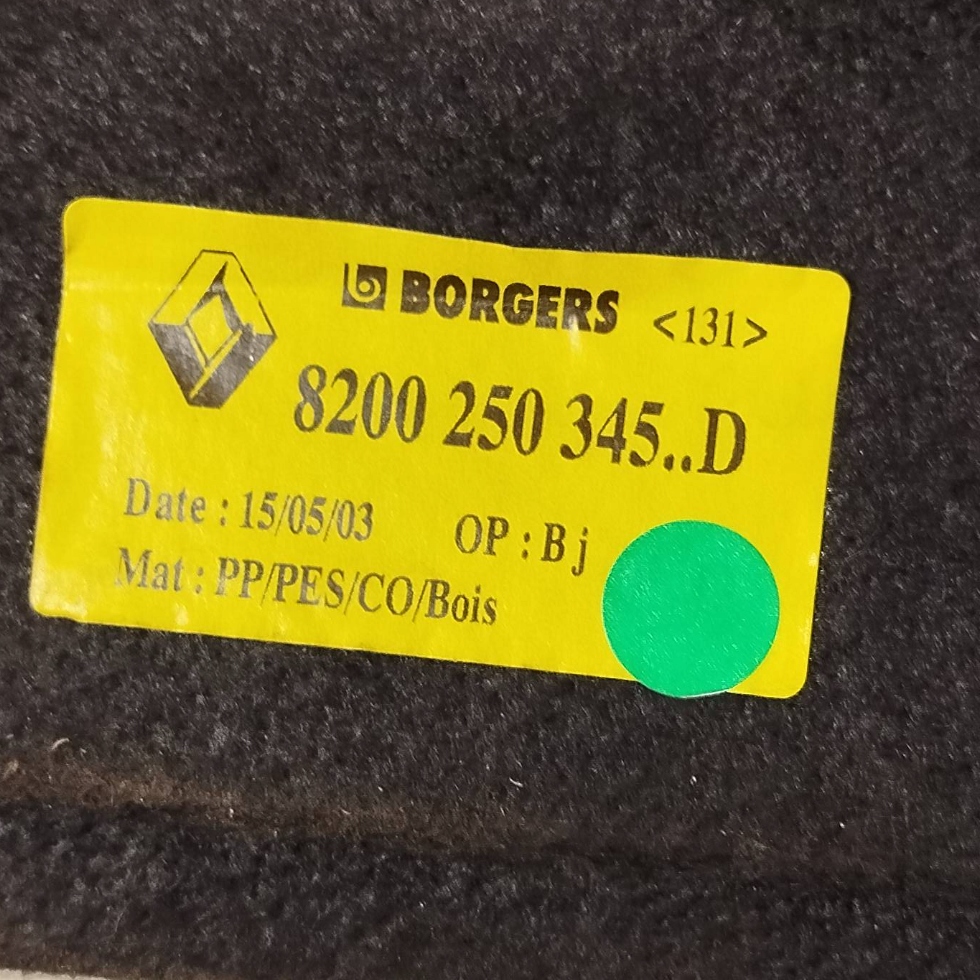 BORGERS <131>
8200 250 345..D
Date : 15/05/03 OP : B j
Mat : PP/PES/CO/Bois